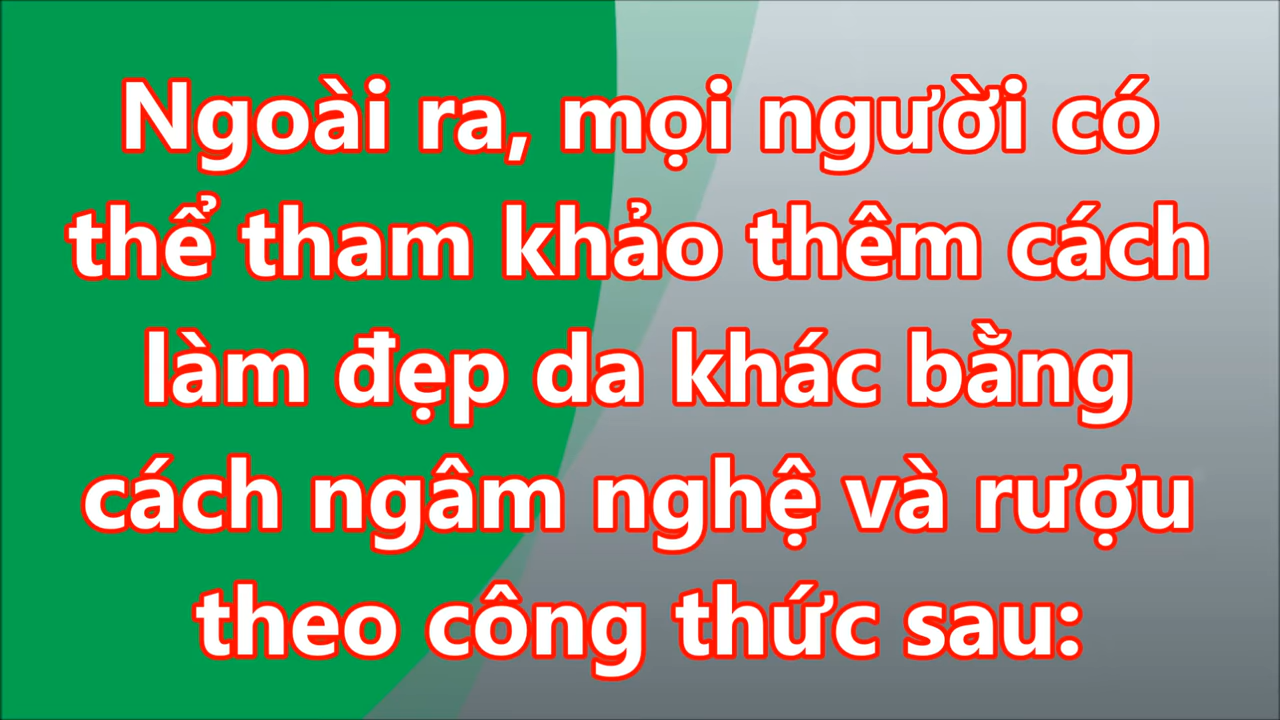 Ngoài ra, mọi người có
thể tham khảo thêm cách
làm đẹp da khác bằng
cách ngâm nghệ và rượu
theo công thức sau: